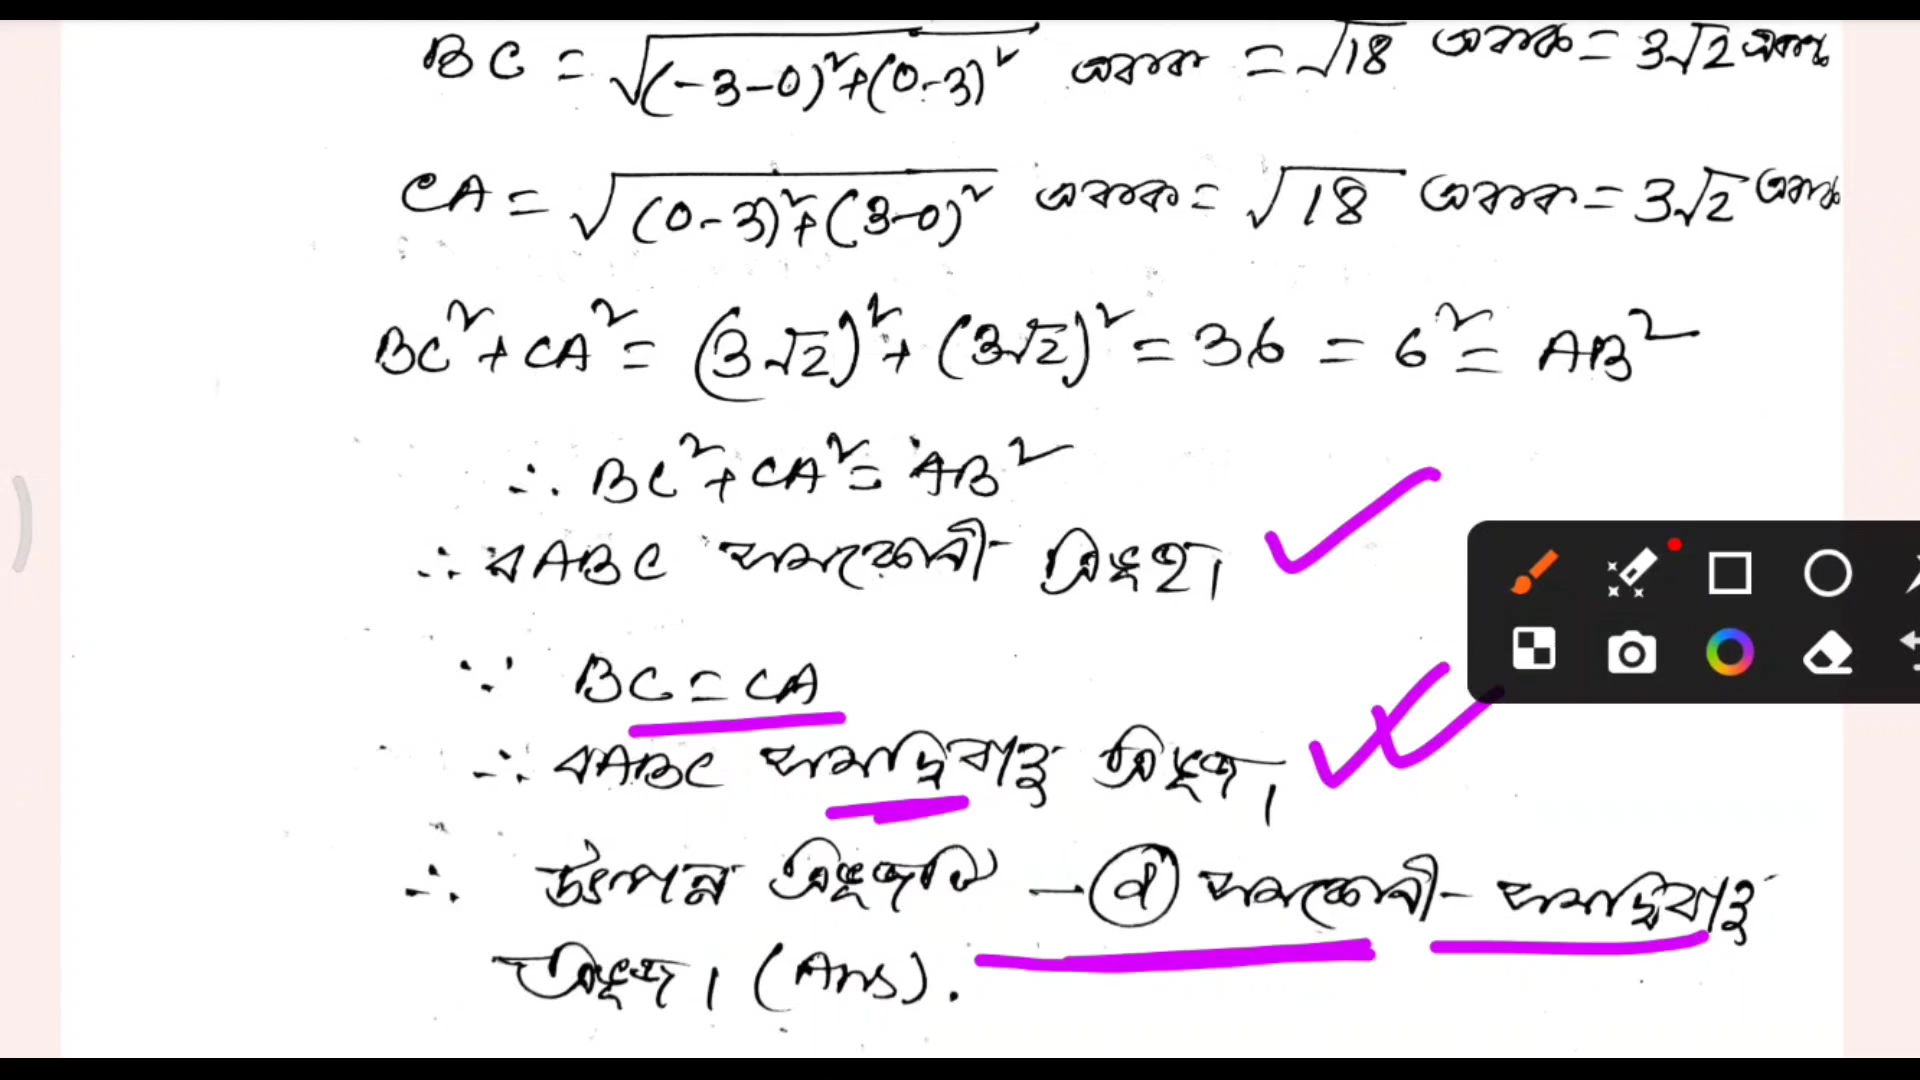 BC = √(-3-0)²+(0-3)² একক = √18 একক = 3√2 একক
CA = √(0-3)²+(3-0)² একক = √18 একক = 3√2 একক
BC²+CA² = (3√2)²+(3√2)² = 36 = 6² = AB²
∴ BC²+CA² = AB²
∴ ABC সমকোণী ত্রিভুজ।
∵ BC = CA
∴ ABC সমদ্বিবাহু ত্রিভুজ।
∴ উৎপন্ন ত্রিভুজটি – সমকোণী- সমদ্বিবাহু
ত্রিভুজ। (Ans).